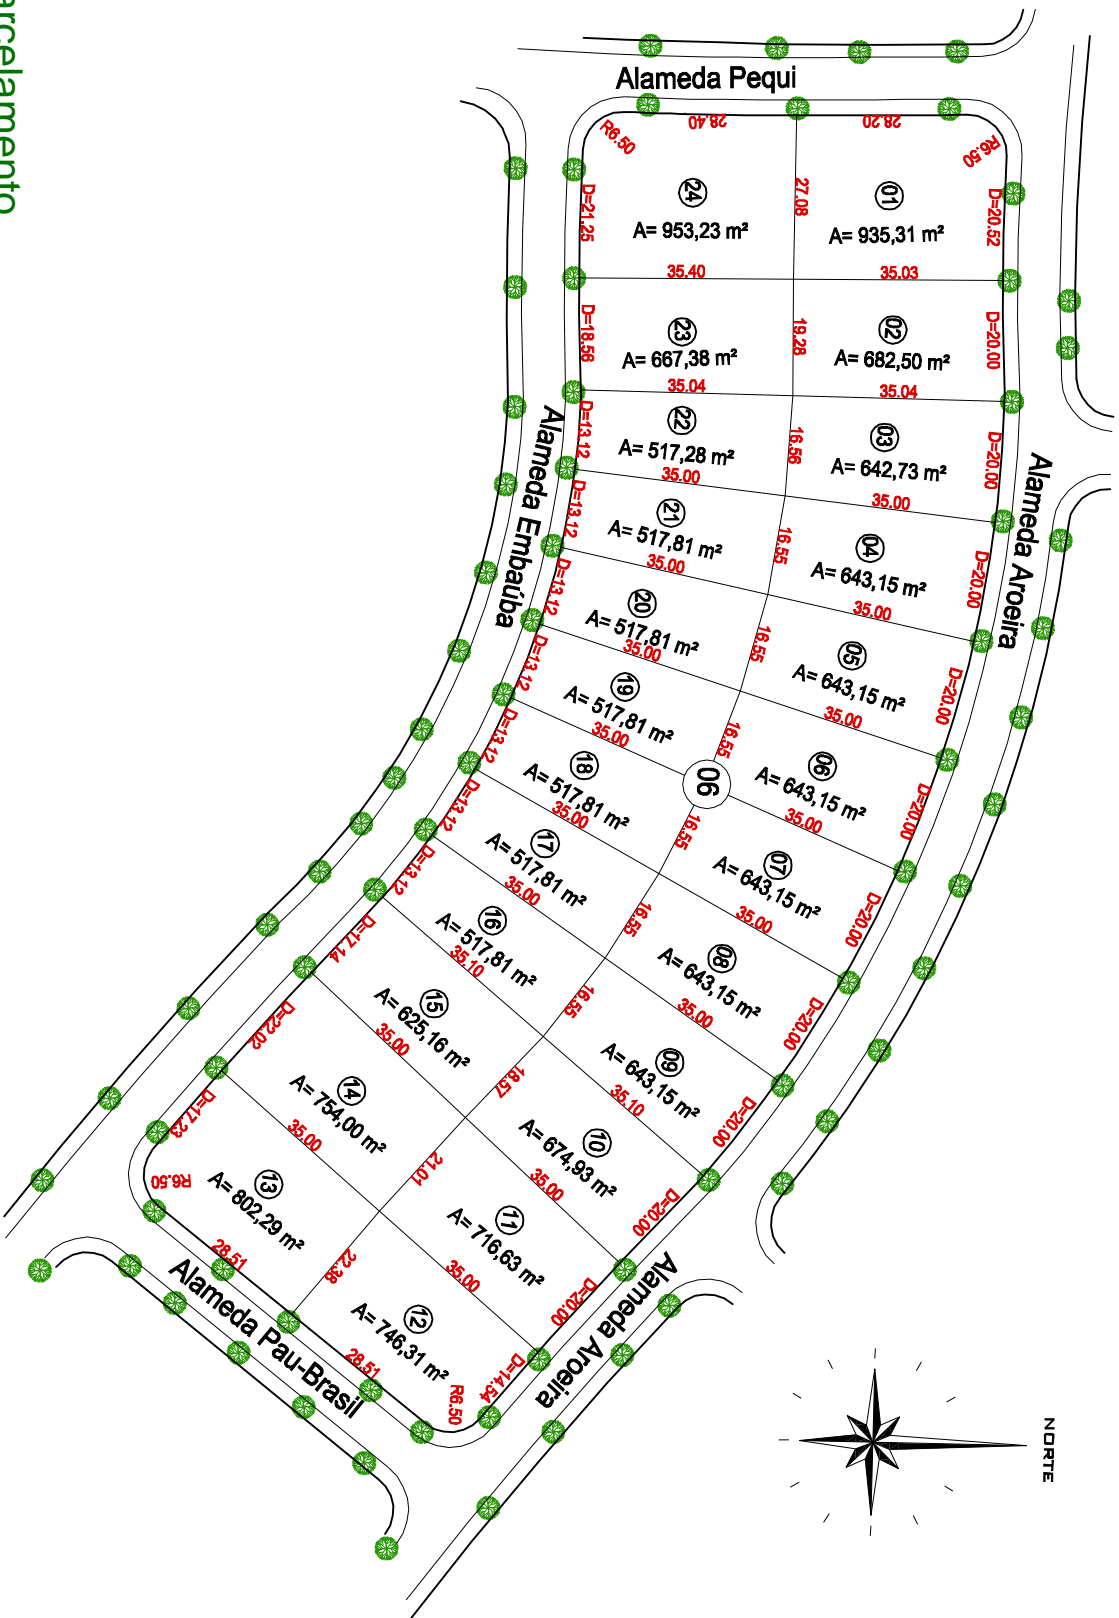 arcelamento
Alameda Pequi
28.40
28.20
R6.50
R6.50
24
A= 953,23 m²
27.08
01
A= 935,31 m²
D=21.25
D=20.52
35.40
35.03
23
A= 667,38 m²
19.28
02
A= 682,50 m²
D=18.56
D=20.00
35.04
35.04
22
A= 517,28 m²
16.56
03
A= 642,73 m²
D=13.12
D=20.00
35.00
35.00
Alameda Embaúba
Alameda Aroeira
21
A= 517,81 m²
16.55
04
A= 643,15 m²
D=13.12
D=20.00
35.00
35.00
20
A= 517,81 m²
16.55
05
A= 643,15 m²
D=13.12
D=20.00
35.00
35.00
19
A= 517,81 m²
16.55
06
A= 643,15 m²
D=13.12
D=20.00
35.00
35.00
06
18
A= 517,81 m²
16.55
07
A= 643,15 m²
D=13.12
D=20.00
35.00
35.00
17
A= 517,81 m²
16.55
08
A= 643,15 m²
D=13.12
D=20.00
35.00
35.00
16
A= 517,81 m²
16.55
09
A= 643,15 m²
D=13.12
D=20.00
35.10
35.10
15
A= 625,16 m²
18.57
10
A= 674,93 m²
D=17.14
D=20.00
35.00
35.00
14
A= 754,00 m²
21.01
11
A= 716,63 m²
D=22.02
D=20.00
35.00
35.00
13
A= 802,29 m²
22.38
12
A= 746,31 m²
D=17.23
D=14.54
R6.50
R6.50
28.51
28.51
Alameda Pau-Brasil
Alameda Aroeira
NORTE